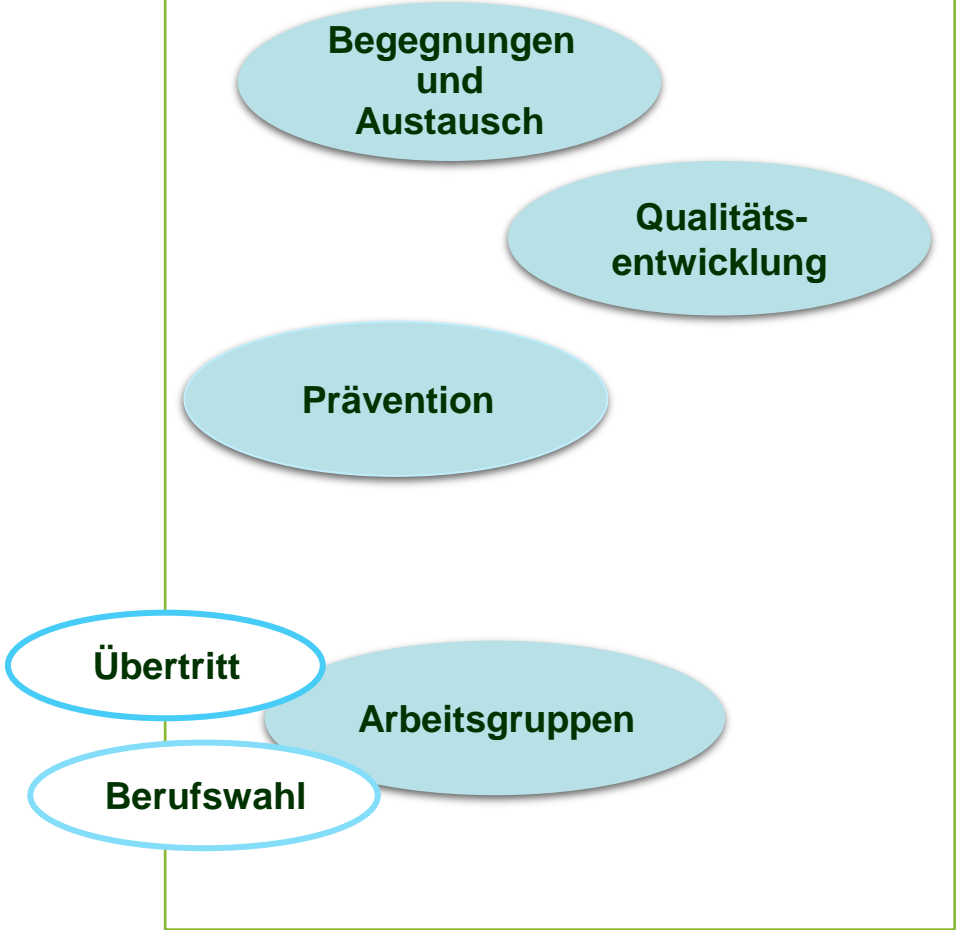 Begegnungen
und
Austausch
Qualitäts-
entwicklung
Prävention
Übertritt
Arbeitsgruppen
Berufswahl